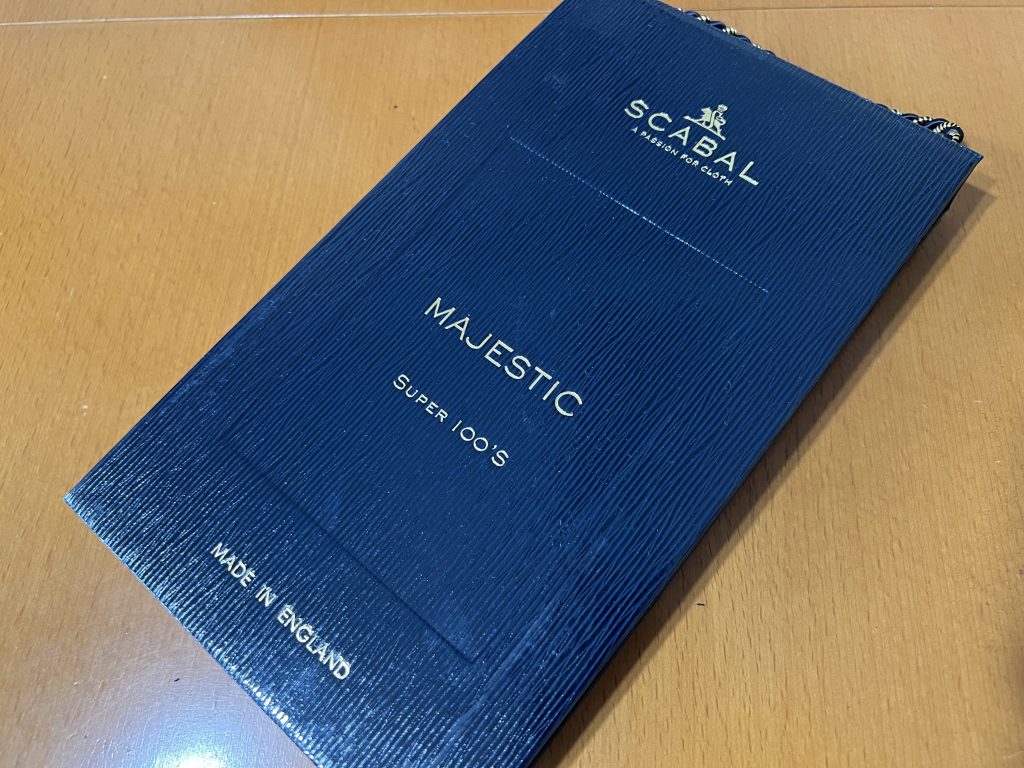 SCABAL
A PASSION FOR CLOTH
MAJESTIC
SUPER 100'S
MADE IN ENGLAND